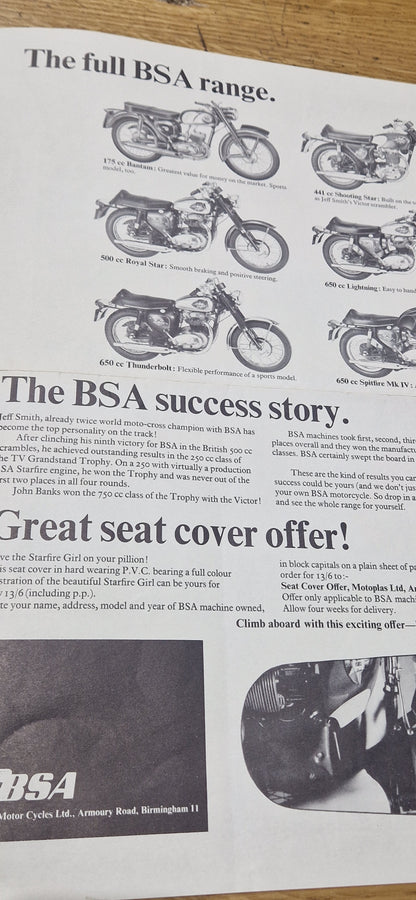 The full BSA range.
175 cc Bantam: Greatest value for money on the market. Sports
model, too.
441 cc Shooting Star: Built on the
as Jeff Smith's Victor scrambler.
500 cc Royal Star: Smooth braking and positive steering.
650 cc Lightning: Easy to
650 cc Thunderbolt: Flexible performance of a sports model.
650 cc Spitfire Mk IV:
The BSA success story.
Jeff Smith, already twice world moto-cross champion with BSA has
become the top personality on the track!
After clinching his ninth victory for BSA in the British 500 cc
scrambles, he achieved outstanding results in the 250 cc class of
the TV Grandstand Trophy. On a 250 with virtually a production
SA Starfire engine, he won the Trophy and was never out of the
rst two places in all four rounds.
John Banks won the 750 cc class of the Trophy with the Victor!
BSA machines took first, second, thir
places overall and they won the manufactu
classes. BSA certainly swept the board in
These are the kind of results you can
success could be yours (and we don't jus
your own BSA motorcycle. So drop in a
and see the whole range for yourself.
Great seat cover offer!
ve the Starfire Girl on your pillion!
is seat cover in hard wearing P.V.C. bearing a full colour
stration of the beautiful Starfire Girl can be yours for
y 13/6 (including p.p.).
te your name, address, model and year of BSA machine owned,
in block capitals on a plain sheet of pa
order for 13/6 to:-
Seat Cover Offer, Motoplas Ltd, Ar
Offer only applicable to BSA machi
Allow four weeks for delivery.
Climb aboard with this exciting offer—
BSA
Motor Cycles Ltd., Armoury Road, Birmingham 11